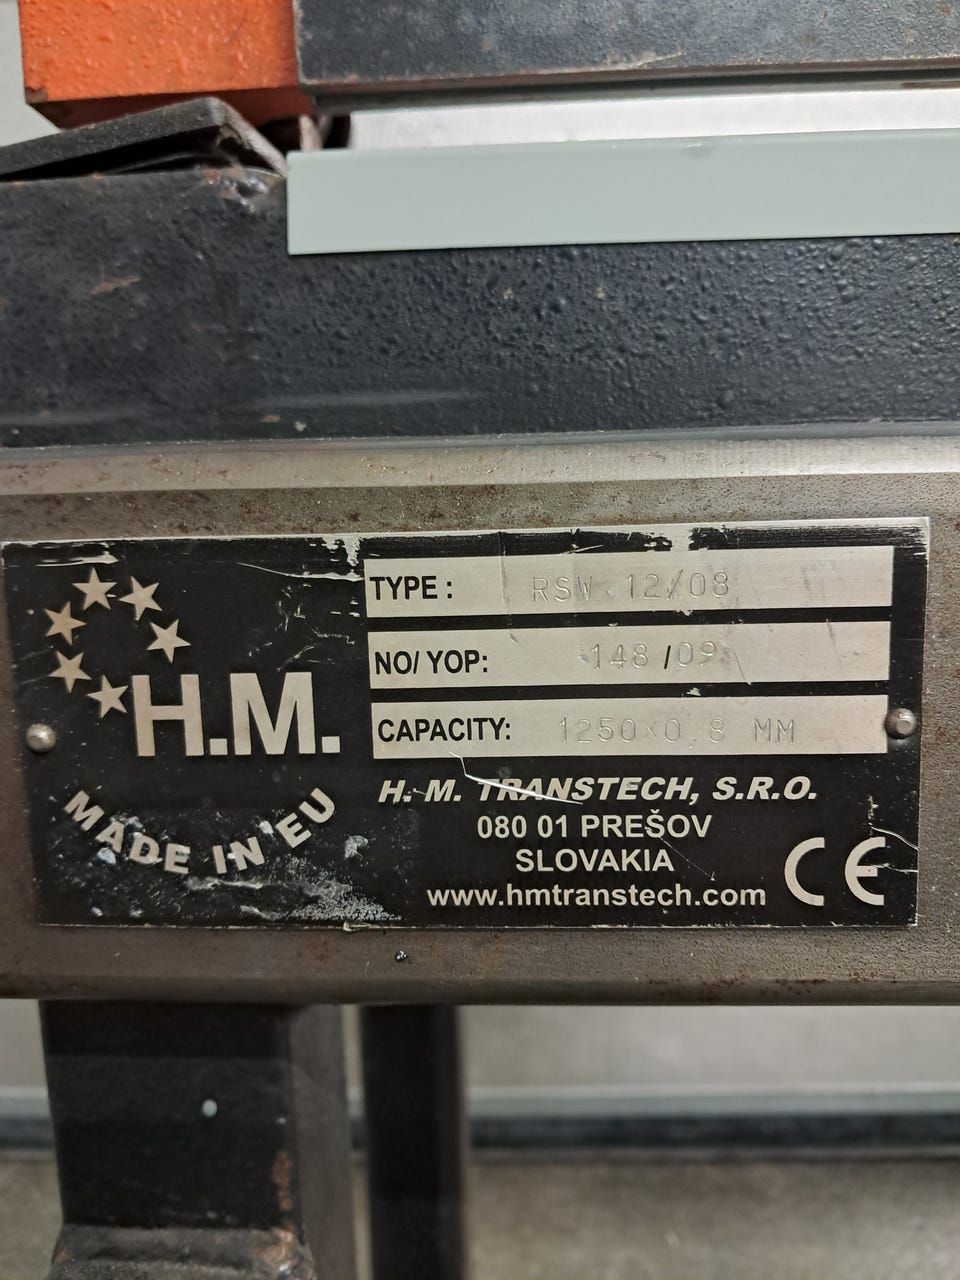 H.M.
MADE IN EU
TYPE : RSW 12/08
NO/ YOP: 148 /09
CAPACITY: 1250x0,8 MM
H. M. TRANSTECH, S.R.O.
080 01 PREŠOV
SLOVAKIA
www.hmtranstech.com
CE